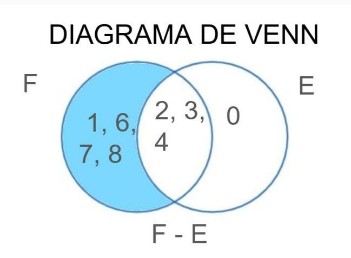 DIAGRAMA DE VENN
F
E
1, 6,
7, 8
2, 3,
4
0
F - E